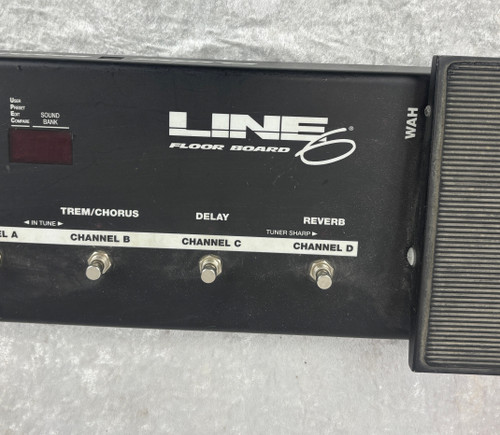 USER
PRESET
EDIT
COMPARE
SOUND
BANK
LINE 6 ®
FLOOR BOARD
WAH
TREM/CHORUS
DELAY
REVERB
◄ IN TUNE ►
TUNER SHARP ►
EL A
CHANNEL B
CHANNEL C
CHANNEL D